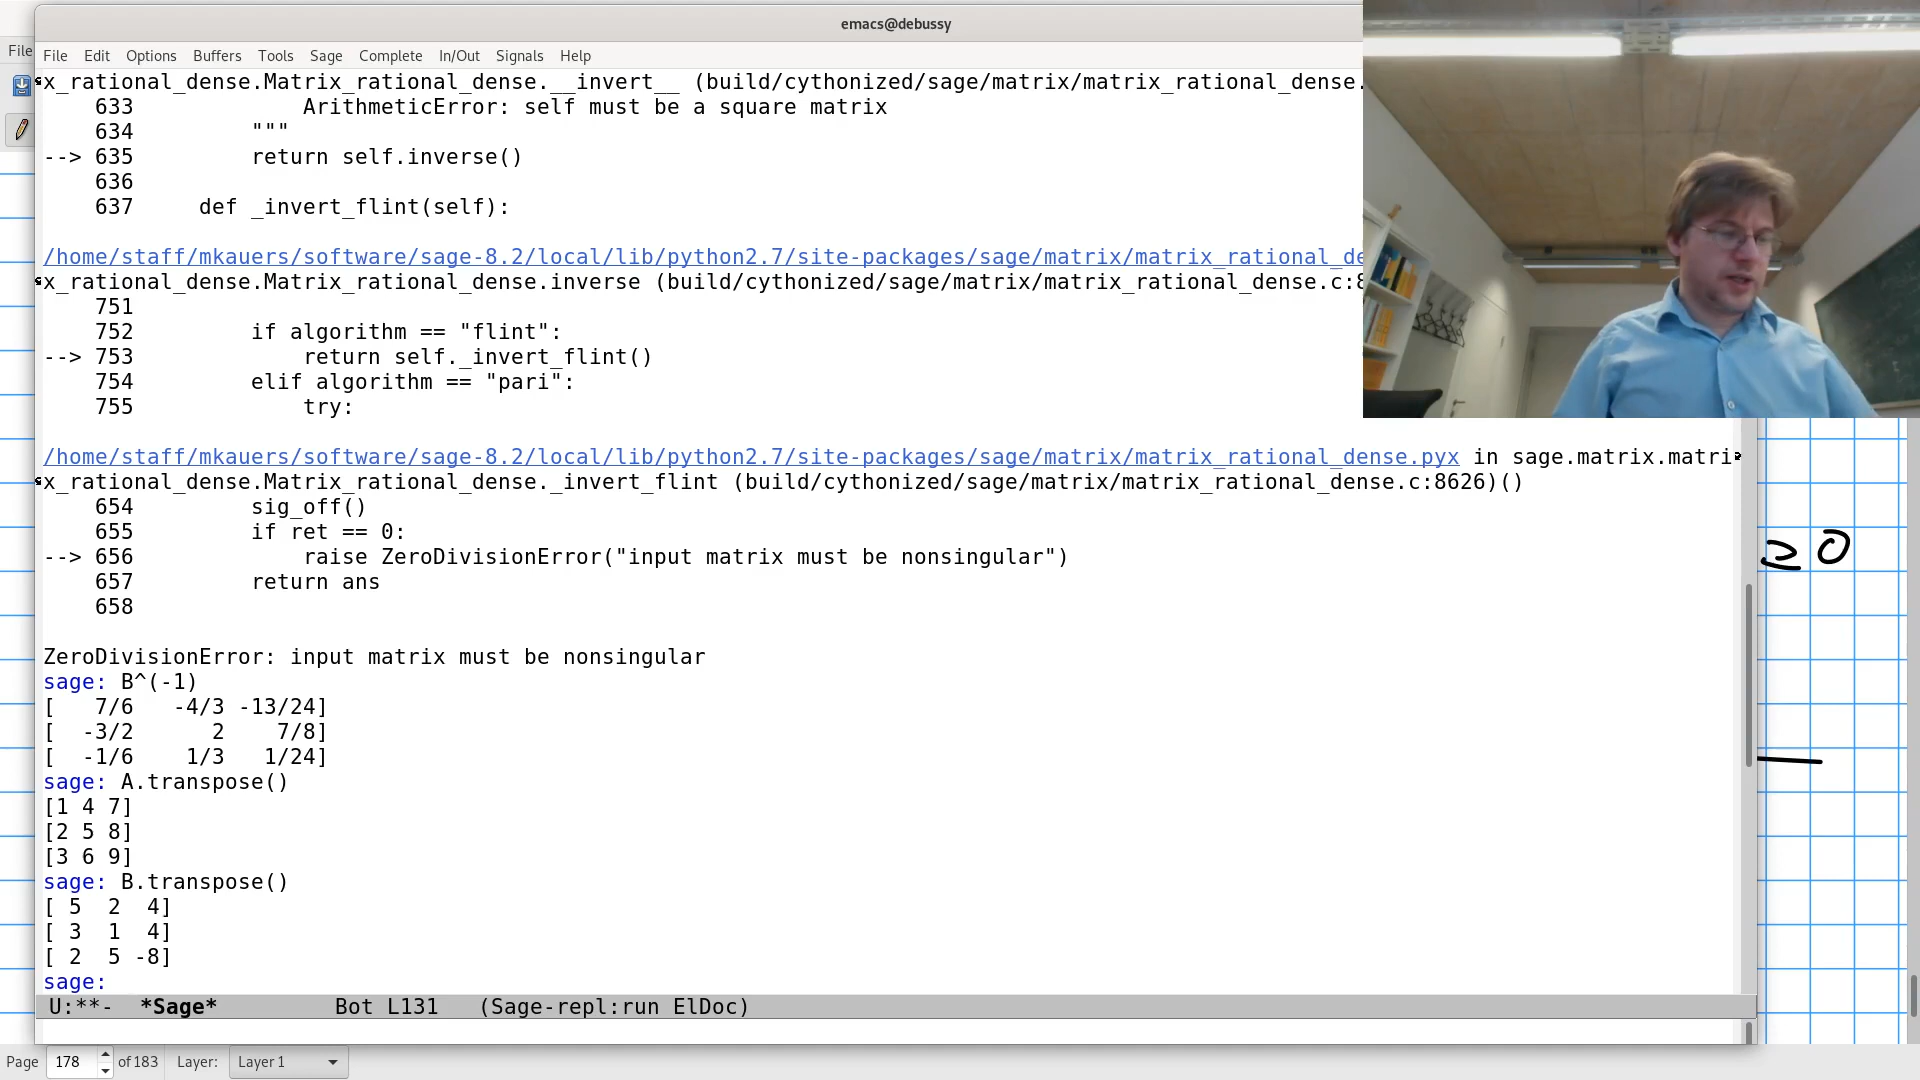 emacs@debussy
File
File Edit Options Buffers Tools Sage Complete In/Out Signals Help
x_rational_dense.Matrix_rational_dense.__invert__ (build/cythonized/sage/matrix/matrix_rational_dense.
633             ArithmeticError: self must be a square matrix
634         """
--> 635         return self.inverse()
636
637     def _invert_flint(self):
/home/staff/mkauers/software/sage-8.2/local/lib/python2.7/site-packages/sage/matrix/matrix_rational_de
x_rational_dense.Matrix_rational_dense.inverse (build/cythonized/sage/matrix/matrix_rational_dense.c:8
751
752         if algorithm == "flint":
--> 753             return self._invert_flint()
754         elif algorithm == "pari":
755             try:
/home/staff/mkauers/software/sage-8.2/local/lib/python2.7/site-packages/sage/matrix/matrix_rational_dense.pyx in sage.matrix.matri
x_rational_dense.Matrix_rational_dense._invert_flint (build/cythonized/sage/matrix/matrix_rational_dense.c:8626)()
654         sig_off()
655         if ret == 0:
--> 656             raise ZeroDivisionError("input matrix must be nonsingular")
657         return ans
658
ZeroDivisionError: input matrix must be nonsingular
sage: B^(-1)
[   7/6   -4/3 -13/24]
[  -3/2      2    7/8]
[  -1/6    1/3   1/24]
sage: A.transpose()
[1 4 7]
[2 5 8]
[3 6 9]
sage: B.transpose()
[ 5  2  4]
[ 3  1  4]
[ 2  5 -8]
sage:
U:**-  *Sage*         Bot L131   (Sage-repl:run ElDoc)
Page 178 of 183 Layer: Layer 1